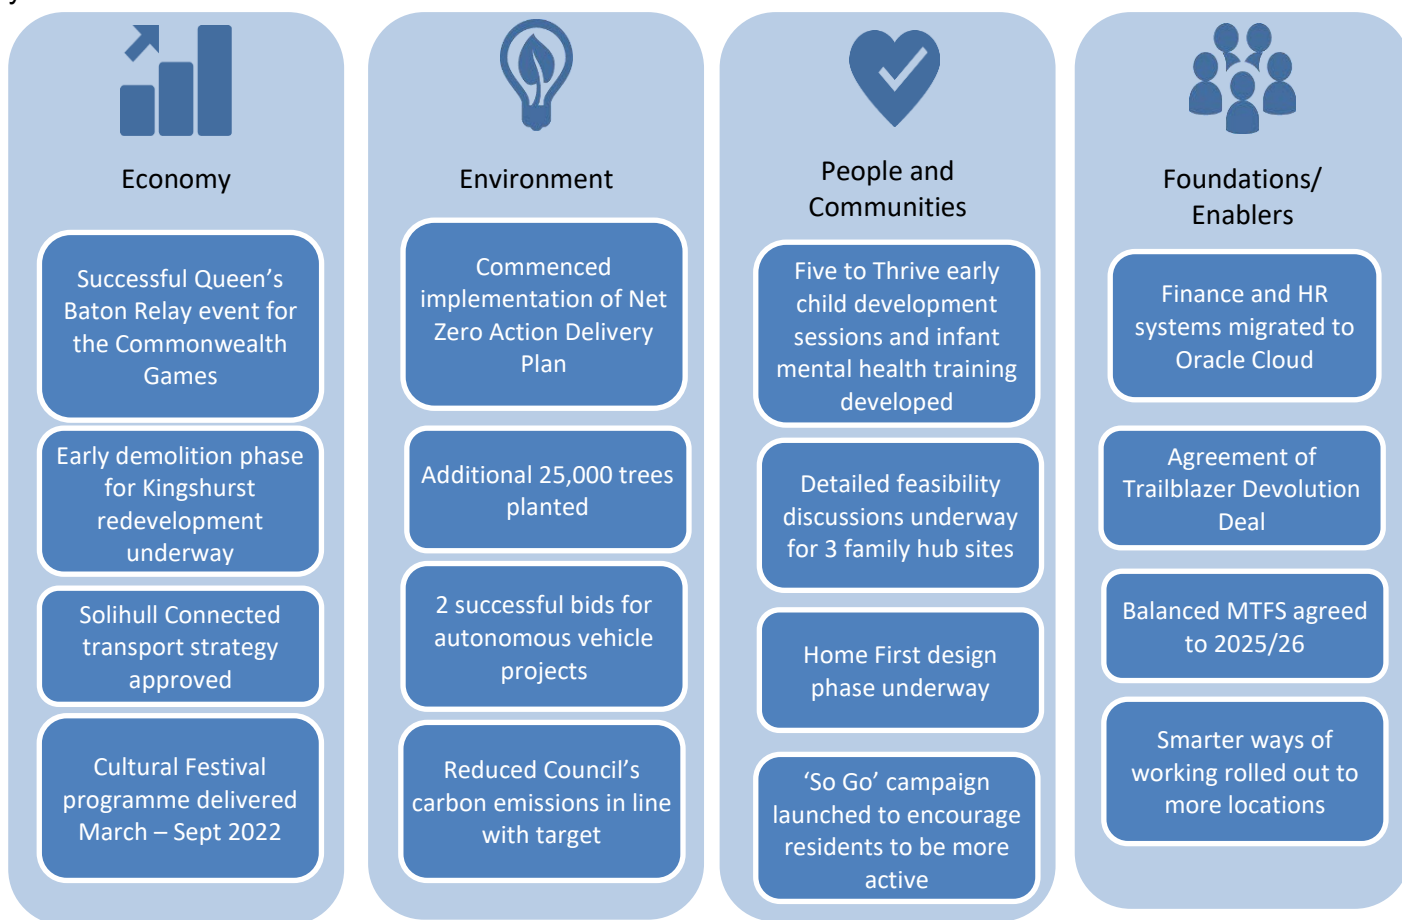 y
Economy
Successful Queen’s
Baton Relay event for
the Commonwealth
Games
Early demolition phase
for Kingshurst
redevelopment
underway
Solihull Connected
transport strategy
approved
Cultural Festival
programme delivered
March – Sept 2022
Environment
Commenced
implementation of Net
Zero Action Delivery
Plan
Additional 25,000 trees
planted
2 successful bids for
autonomous vehicle
projects
Reduced Council’s
carbon emissions in line
with target
People and
Communities
Five to Thrive early
child development
sessions and infant
mental health training
developed
Detailed feasibility
discussions underway
for 3 family hub sites
Home First design
phase underway
‘So Go’ campaign
launched to encourage
residents to be more
active
Foundations/
Enablers
Finance and HR
systems migrated to
Oracle Cloud
Agreement of
Trailblazer Devolution
Deal
Balanced MTFS agreed
to 2025/26
Smarter ways of
working rolled out to
more locations